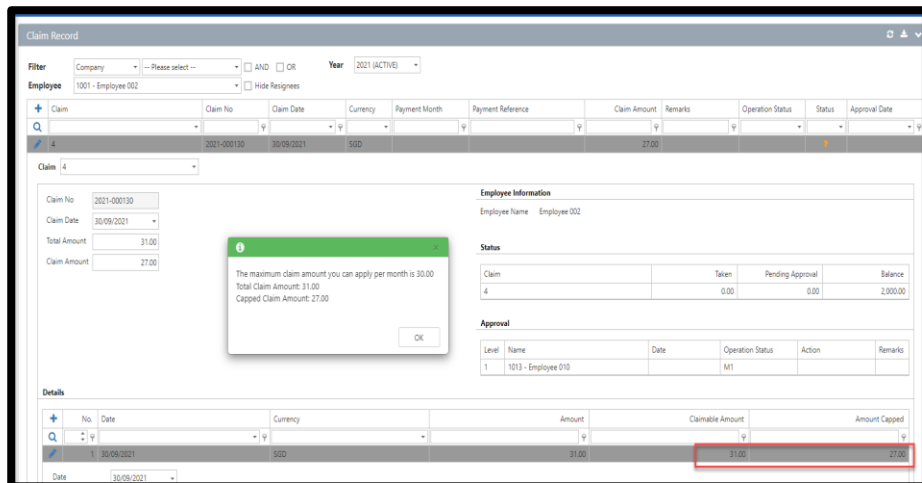 Claim Record
Filter Company -- Please select -- AND OR Year 2021 (ACTIVE)
Employee 1001 - Employee 002 Hide Resignees
Claim Claim No Claim Date Currency Payment Month Payment Reference Claim Amount Remarks Operation Status Status Approval Date
4 2021-000130 30/09/2021 SGD 27.00
Claim 4
Claim No 2021-000130
Claim Date 30/09/2021
Total Amount 31.00
Claim Amount 27.00
The maximum claim amount you can apply per month is 30.00
Total Claim Amount: 31.00
Capped Claim Amount: 27.00
OK
Employee Information
Employee Name Employee 002
Status
Claim Taken Pending Approval Balance
4 0.00 0.00 2,000.00
Approval
Level Name Date Operation Status Action Remarks
1 1013 - Employee 010 M1
Details
No. Date Currency Amount Claimable Amount Amount Capped
1 30/09/2021 SGD 31.00 31.00 27.00
Date 30/09/2021